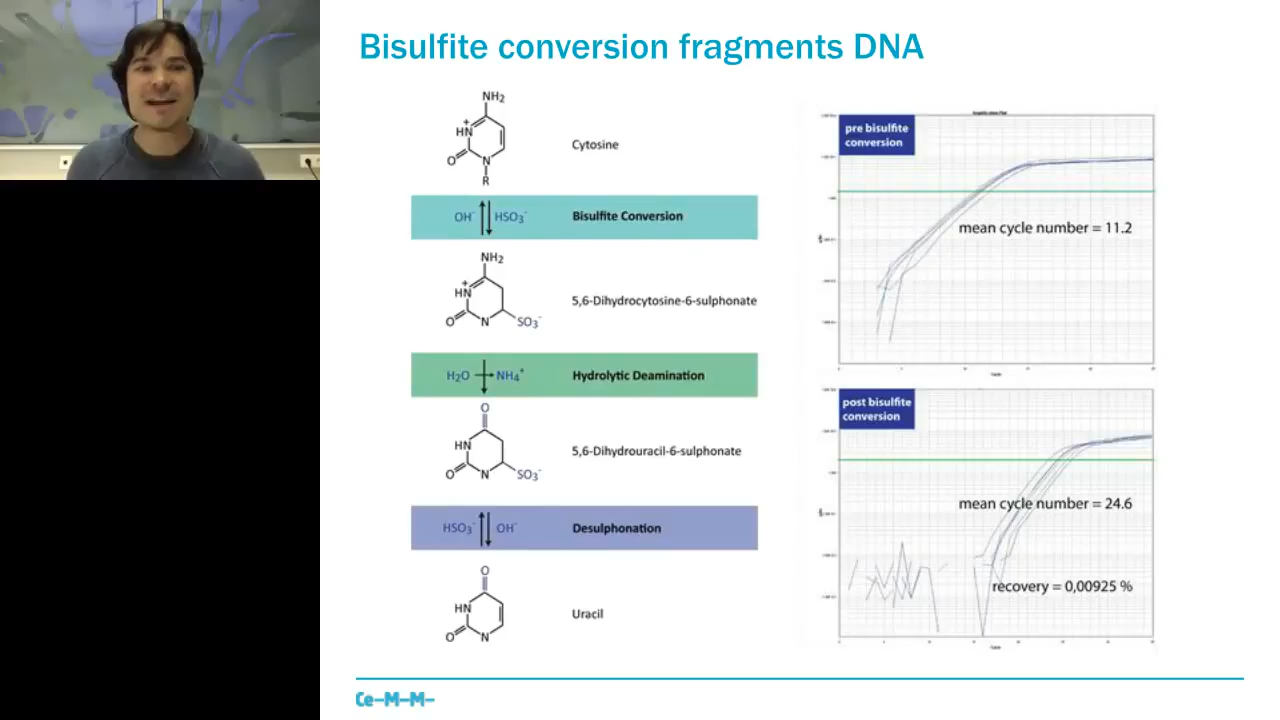 Bisulfite conversion fragments DNA
NH2
HN
+
O
N
R
Cytosine
OH- HSO3-
Bisulfite Conversion
NH2
HN
+
O
N
SO3-
5,6-Dihydrocytosine-6-sulphonate
H2O NH4+
Hydrolytic Deamination
O
HN
O
N
SO3-
5,6-Dihydrouracil-6-sulphonate
HSO3- OH-
Desulphonation
O
HN
O
N
Uracil
pre bisulfite
conversion
mean cycle number = 11.2
post bisulfite
conversion
mean cycle number = 24.6
recovery = 0,00925 %
Ce-M-M-